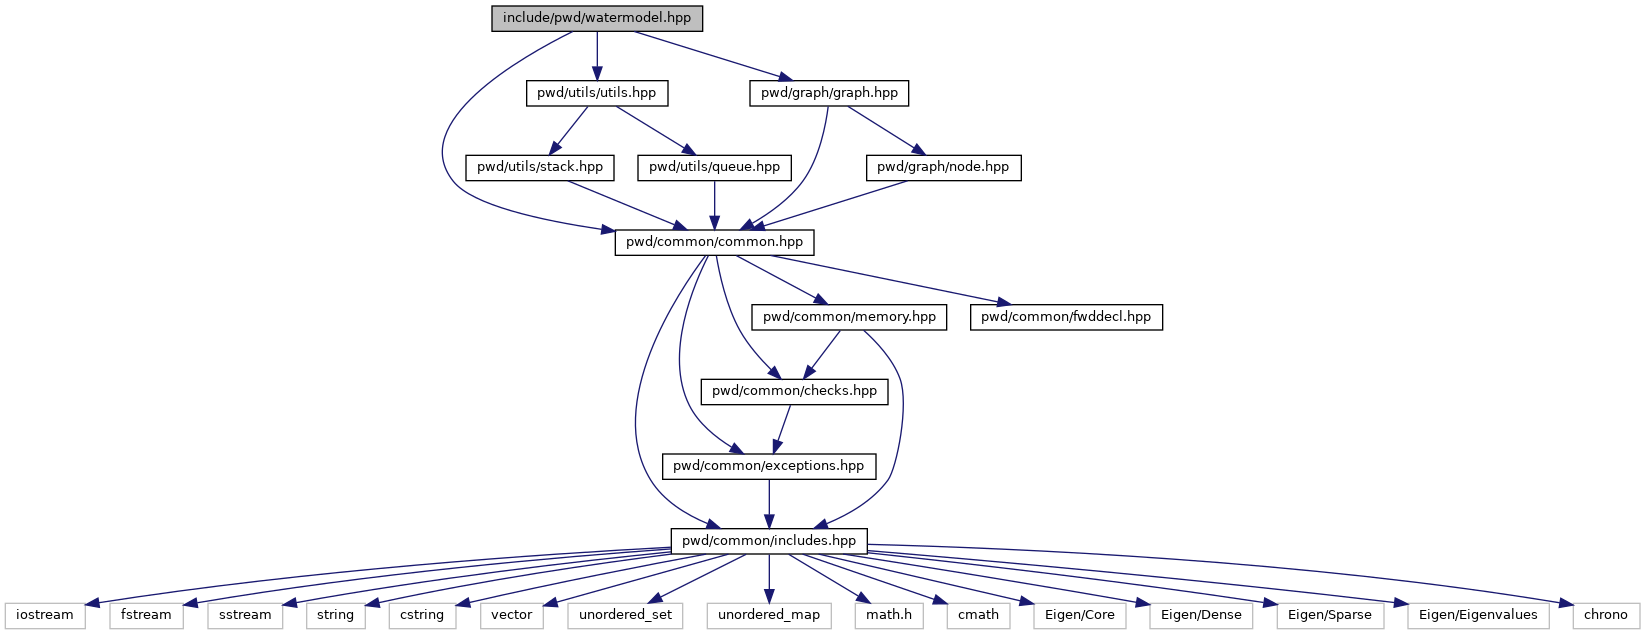 include/pwd/watermodel.hpp
pwd/utils/utils.hpp
pwd/graph/graph.hpp
pwd/utils/stack.hpp
pwd/utils/queue.hpp
pwd/graph/node.hpp
pwd/common/common.hpp
pwd/common/memory.hpp
pwd/common/fwddecl.hpp
pwd/common/checks.hpp
pwd/common/exceptions.hpp
pwd/common/includes.hpp
iostream
fstream
sstream
string
cstring
vector
unordered_set
unordered_map
math.h
cmath
Eigen/Core
Eigen/Dense
Eigen/Sparse
Eigen/Eigenvalues
chrono